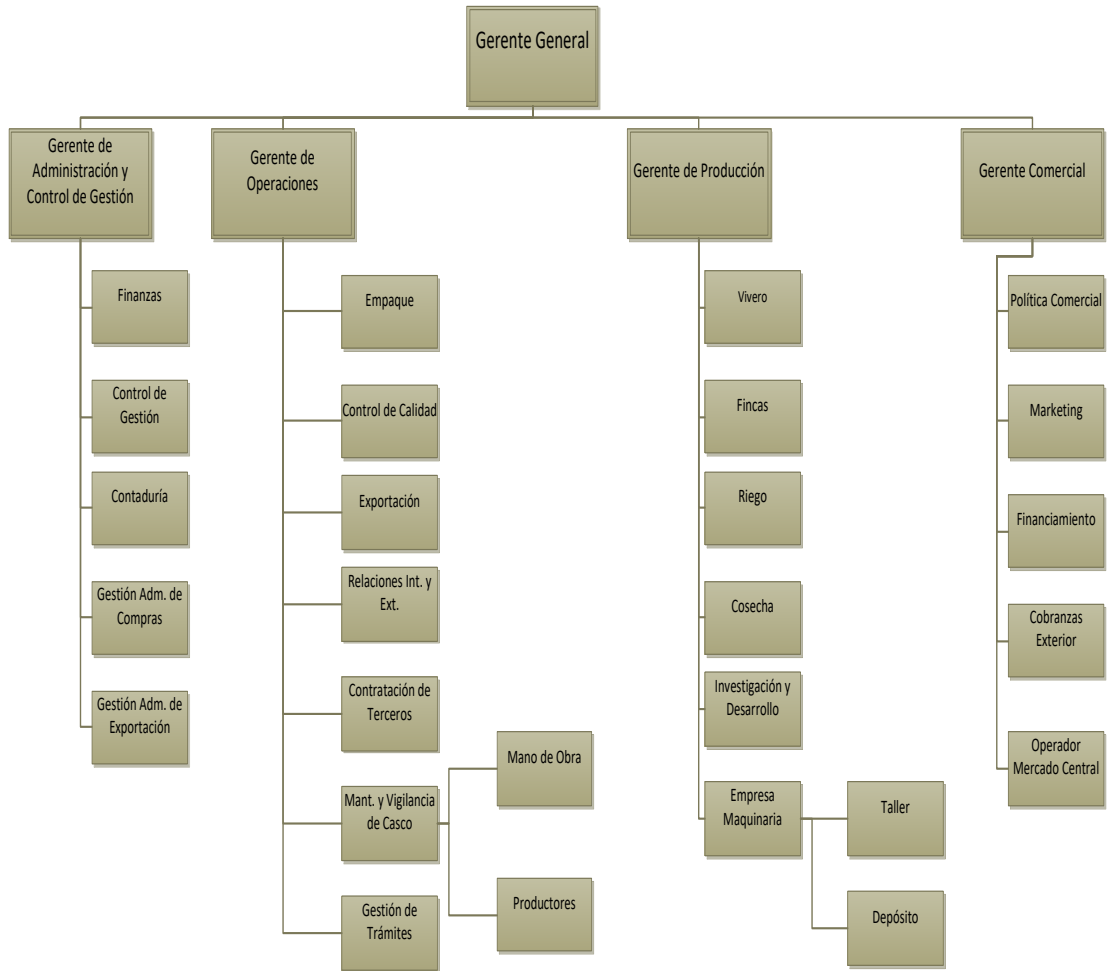 Gerente General
Gerente de
Administración y
Control de Gestión
Gerente de
Operaciones
Gerente de Producción
Gerente Comercial
Finanzas
Control de
Gestión
Contaduría
Gestión Adm. de
Compras
Gestión Adm. de
Exportación
Empaque
Control de Calidad
Exportación
Relaciones Int. y
Ext.
Contratación de
Terceros
Mant. y Vigilancia
de Casco
Gestión de
Trámites
Mano de Obra
Productores
Vivero
Fincas
Riego
Cosecha
Investigación y
Desarrollo
Empresa
Maquinaria
Taller
Depósito
Política Comercial
Marketing
Financiamiento
Cobranzas
Exterior
Operador
Mercado Central